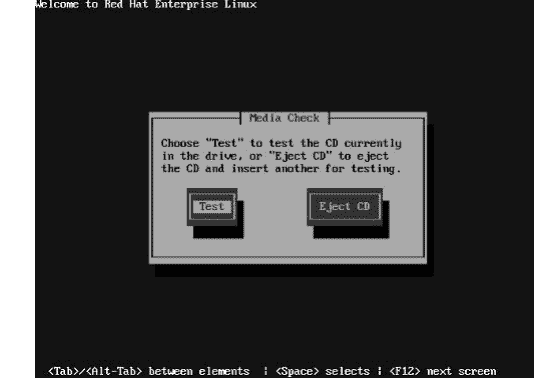 Welcome to Red Hat Enterprise Linux
Media Check
Choose "Test" to test the CD currently
in the drive, or "Eject CD" to eject
the CD and insert another for testing.
Test
Eject CD
<Tab>/<Alt-Tab> between elements | <Space> selects | <F12> next screen